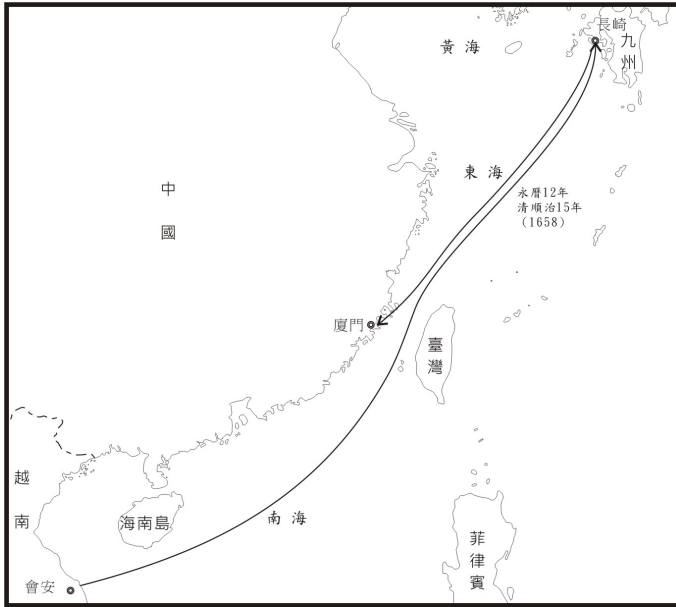 長崎
九州
黃海
東海
中國
永曆12年
清順治15年
(1658)
廈門
臺灣
越南
海南島
南海
菲律賓
會安